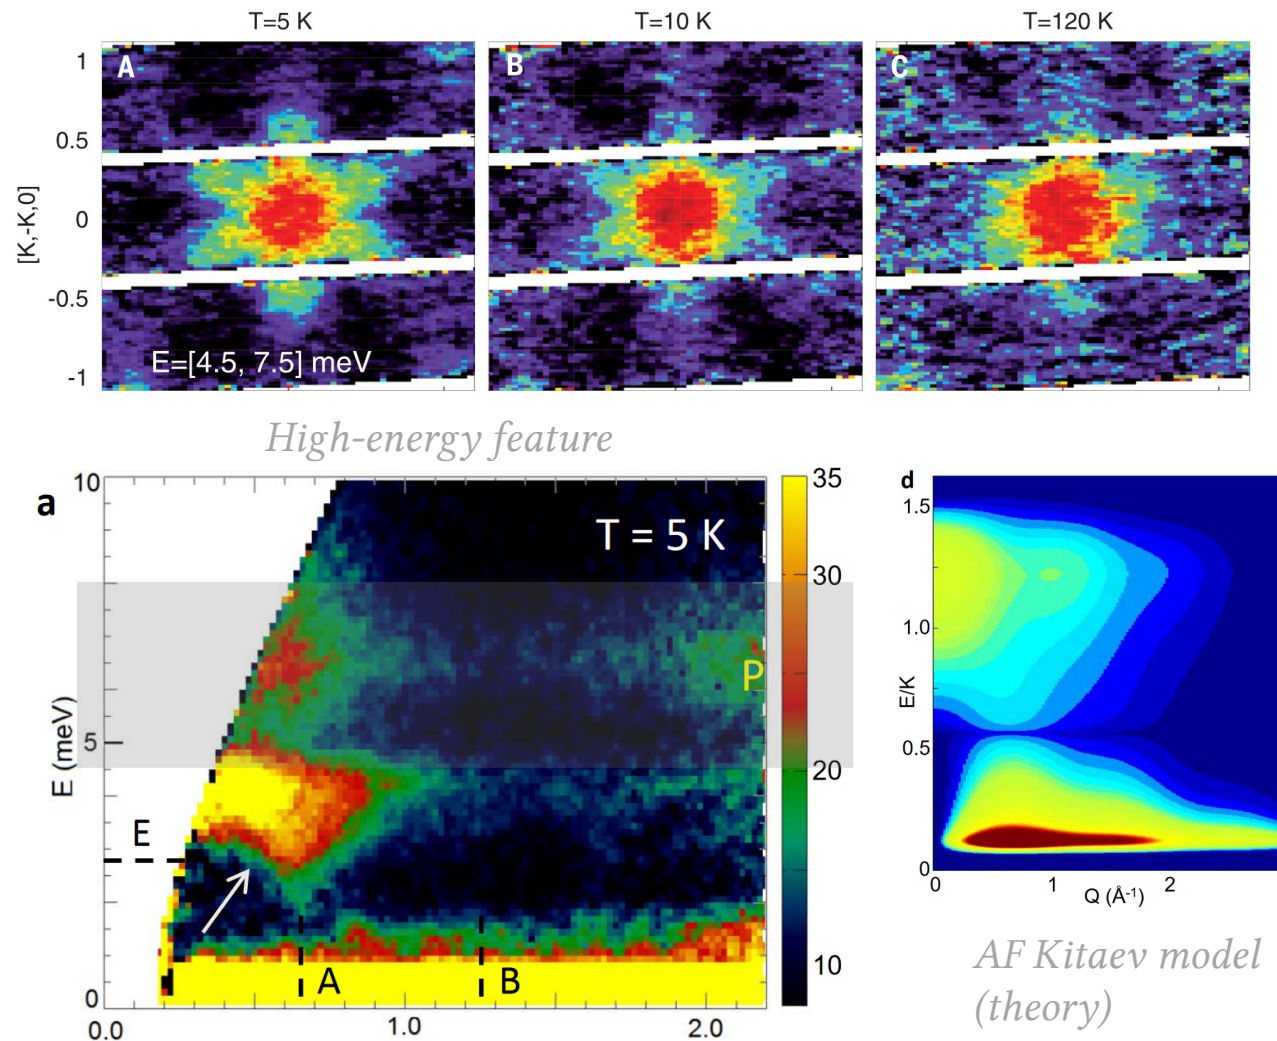 T=5 K
T=10 K
T=120 K
A
B
C
1
0.5
0
-0.5
-1
[K,-K,0]
E=[4.5, 7.5] meV
High-energy feature
a
10
5
0
E (meV)
T = 5 K
P
E
A
B
0.0
1.0
2.0
35
30
20
10
d
1.5
1.0
0.5
0
E/K
0
1
2
Q (Å⁻¹)
AF Kitaev model
(theory)